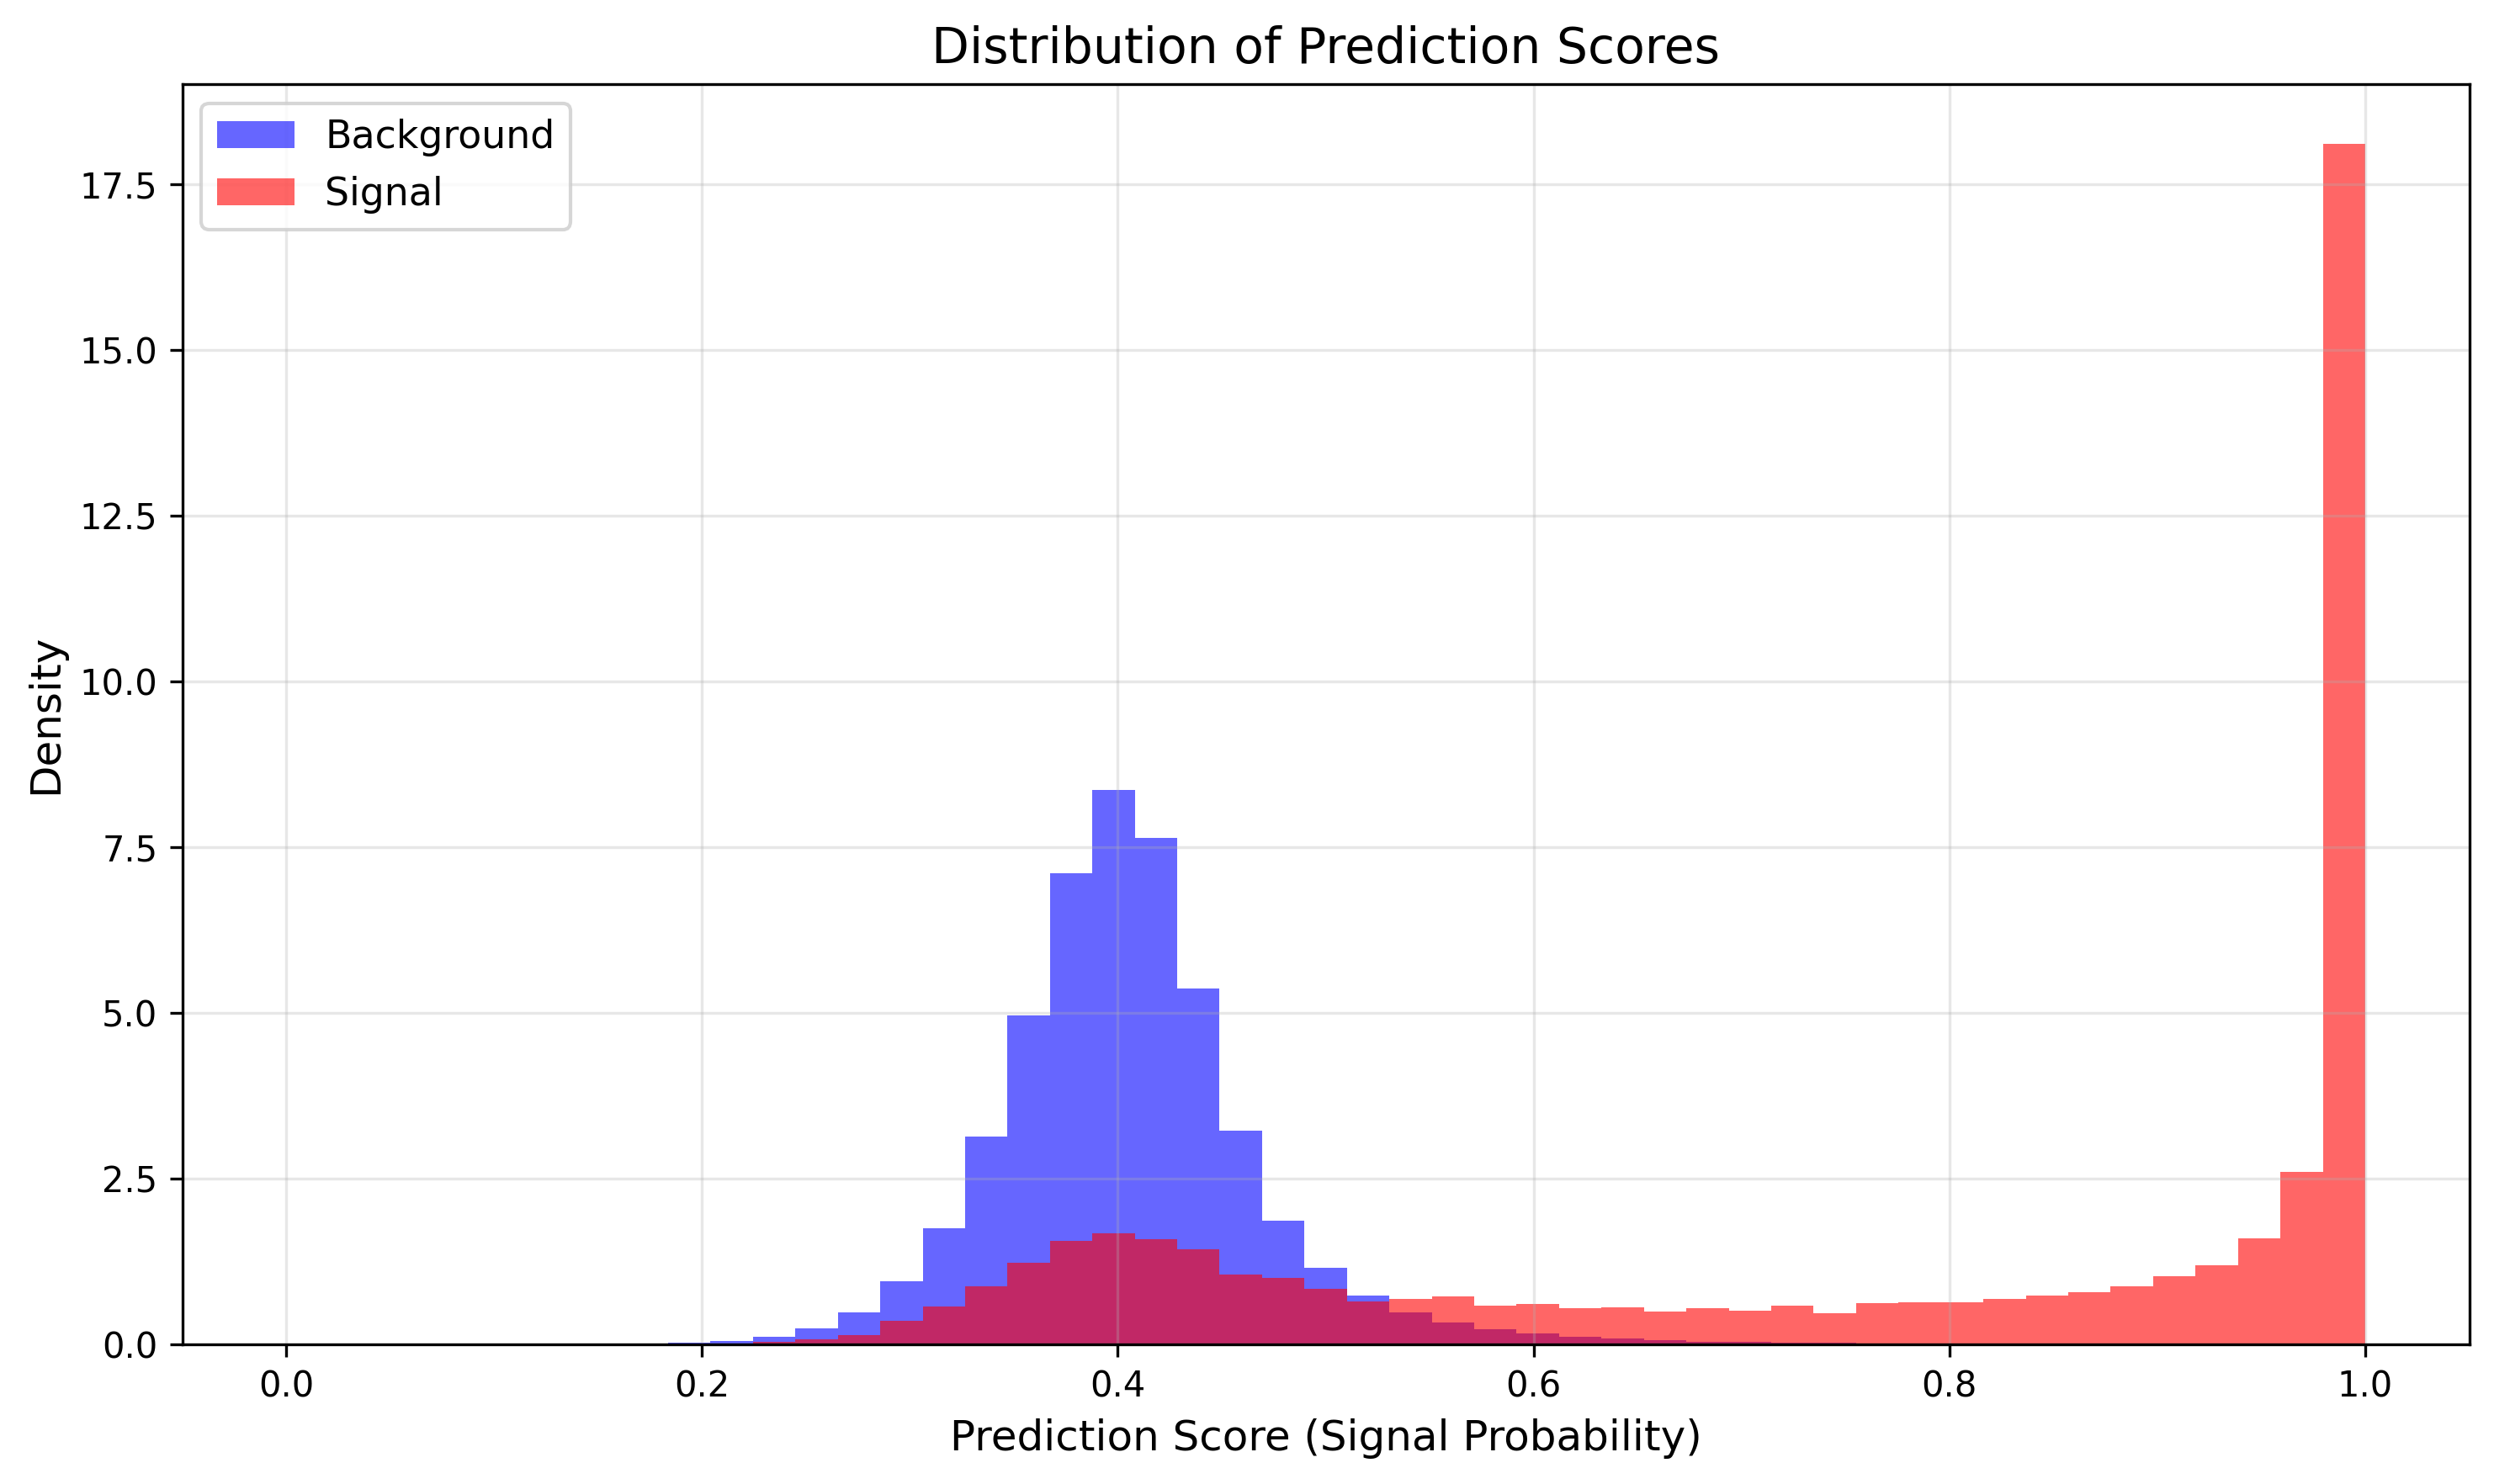 Distribution of Prediction Scores
Background
Signal
17.5
15.0
12.5
10.0
7.5
5.0
2.5
0.0
Density
0.0 0.2 0.4 0.6 0.8 1.0
Prediction Score (Signal Probability)